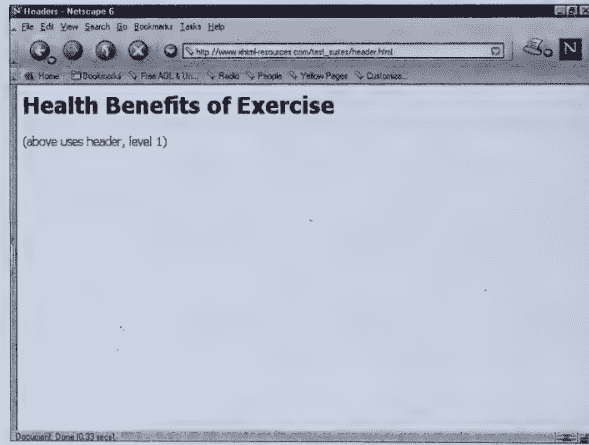 Headers - Netscape 6
File Edit View Search Go Bookmarks Tasks Help
http://www.xhtml-resources.com/test_suites/header.html
N
Home Bookmarks Free AOL & Un... Radio People Yellow Pages Customize...
Health Benefits of Exercise
(above uses header, level 1)
Document: Done (0.33 secs)